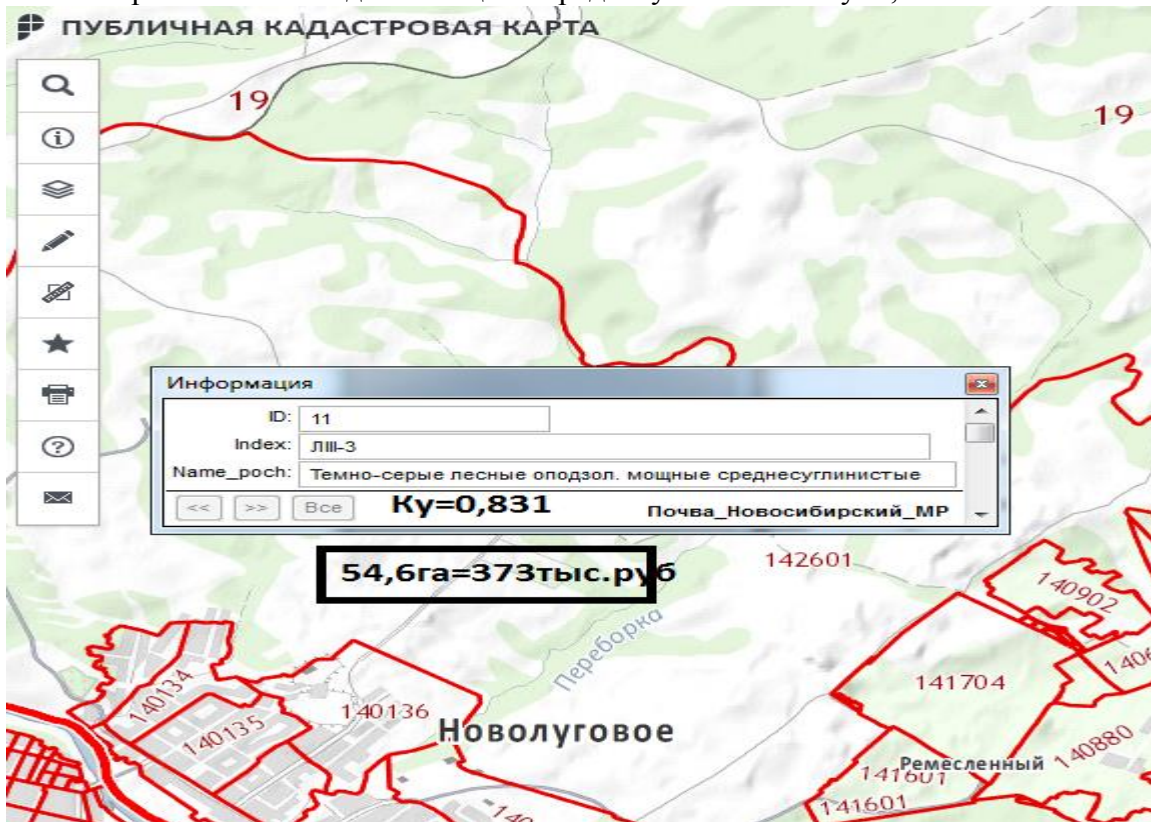 ПУБЛИЧНАЯ КАДАСТРОВАЯ КАРТА
19
19
Информация
ID: 11
Index: ЛIII-3
Name_poch: Темно-серые лесные оподзол. мощные среднесуглинистые
<< >> Все Ку=0,831 Почва_Новосибирский_МР
54,6га=373тыс.руб
142601
140902
Переборка
141704
140134
140136
140135
Новолуговое
140880
Ремесленный
141601
141601